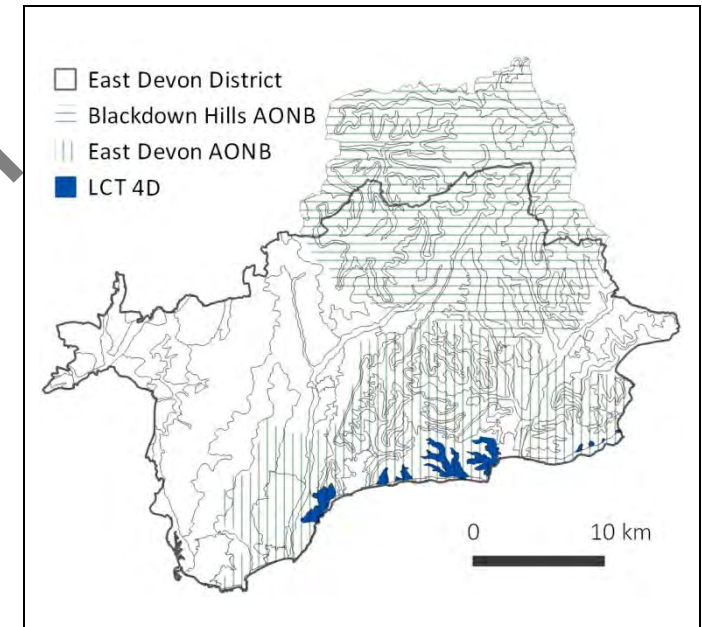 East Devon District
Blackdown Hills AONB
East Devon AONB
LCT 4D
0 10 km